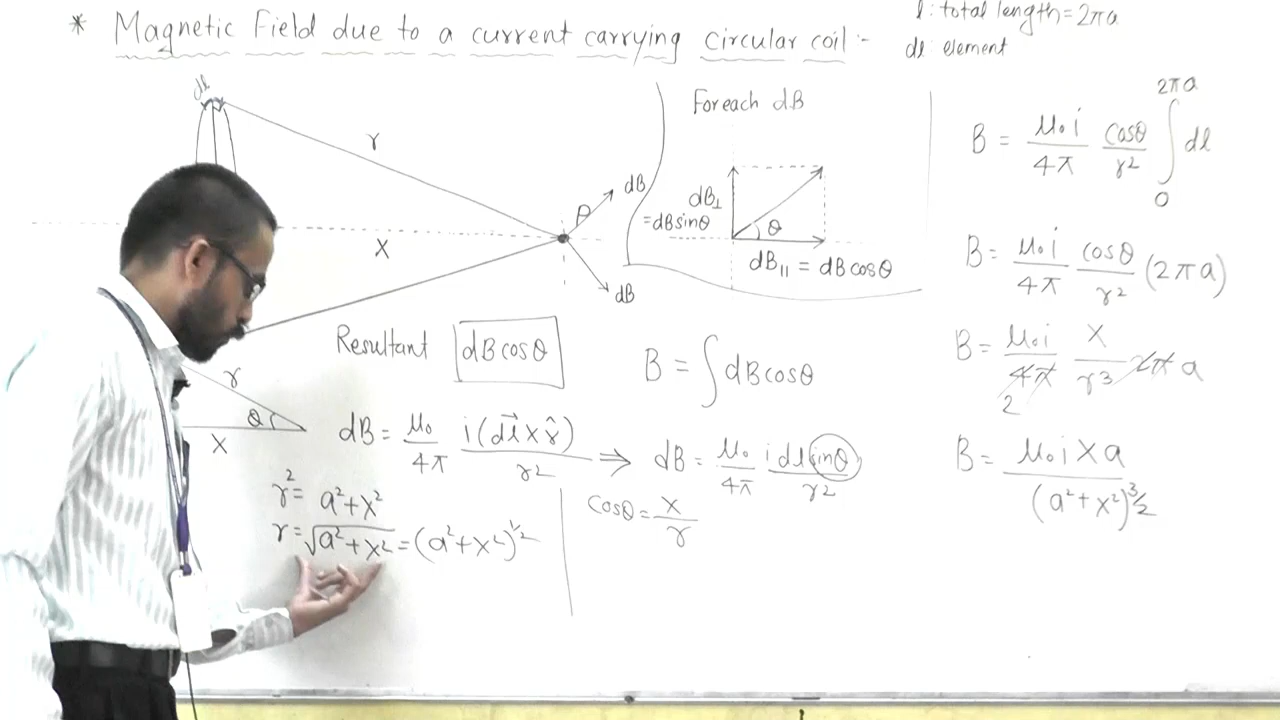 * Magnetic Field due to a current carrying circular coil :-
l : total length = 2πa
dl : element
dl
r
X
θ
dB
dB
For each dB
dB⊥
= dB sinθ
θ
dB∥ = dB cosθ
Resultant dB cosθ
B = ∫ dB cosθ
r
θ
X
dB = μ₀/4π i(dl⃗ x r̂)/r² ⇒ dB = μ₀/4π i dl sinθ/r²
r² = a² + x²
r = √(a² + x²) = (a² + x²)^½
cosθ = x/r
B = μ₀i/4π cosθ/r² ∫₀^2πa dl
B = μ₀i/4π cosθ/r² (2πa)
B = μ₀i/4π X/r³ 2π a
2
B = μ₀ i X a/(a² + x²)^3/2